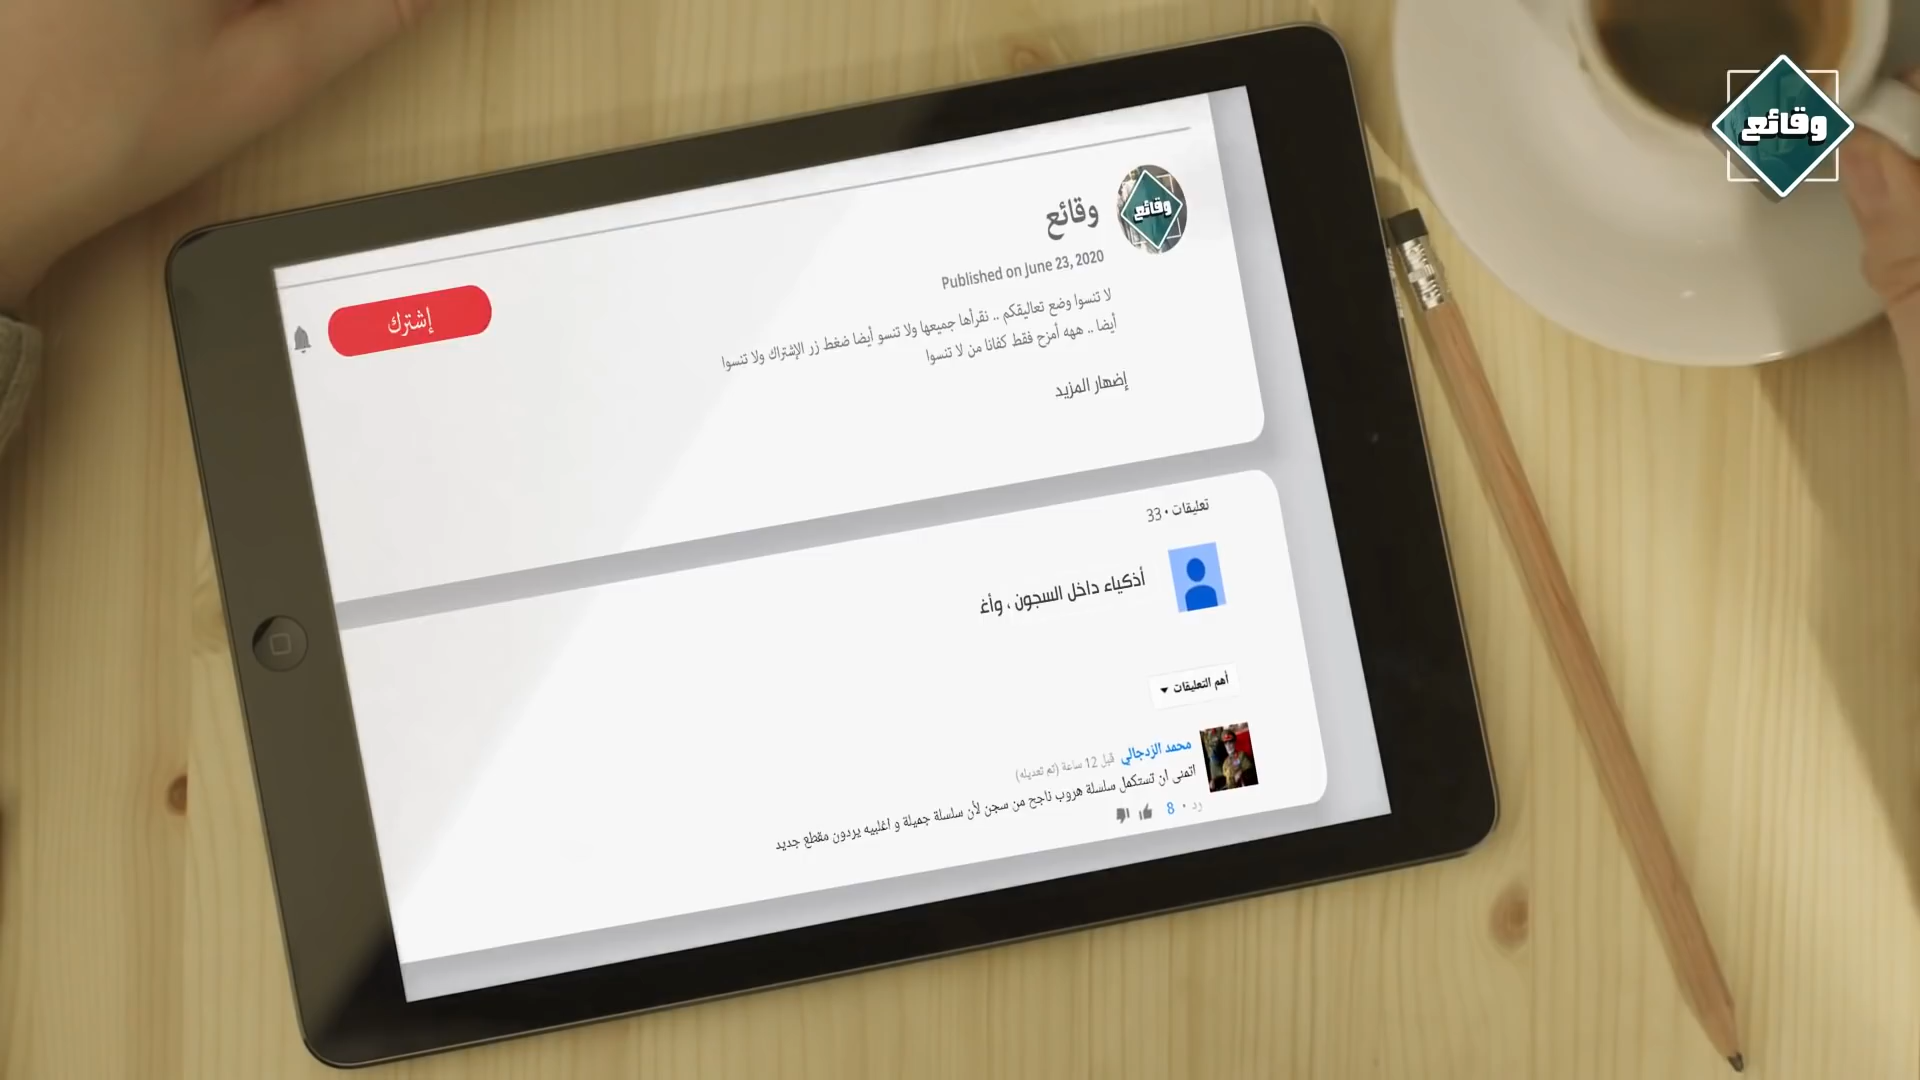 وقائع
وقائع
وقائع
Published on June 23, 2020
لا تنسوا وضع تعاليقكم .. نقرأها جميعها ولا تنسو أيضا ضغط زر الإشتراك ولا تنسوا
أيضا .. ههه أمزح فقط كفانا من لا تنسوا
إضهار المزيد
إشترك
تعليقات • 33
أذكياء داخل السجون ، وأغ
أهم التعليقات
محمد الزدجالي قبل 12 ساعة (تم تعديله)
اتمنى ان تستكمل سلسلة هروب ناجح من سجن لأن سلسلة جميلة و اغلبيه يردون مقطع جديد
رد • 8